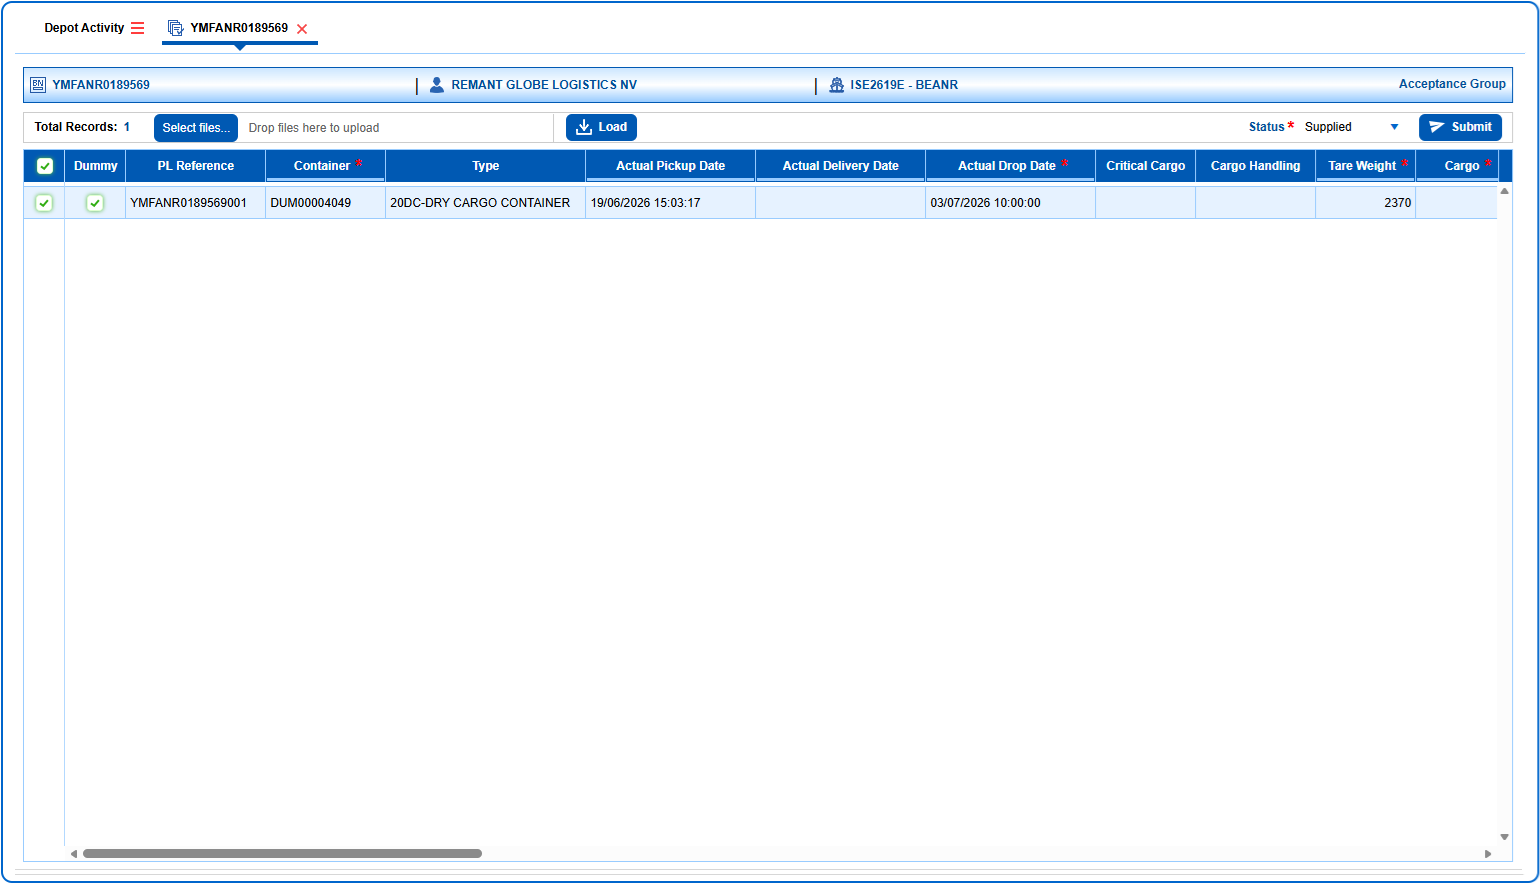 Depot Activity YMFANR0189569
BN YMFANR0189569 REMANT GLOBE LOGISTICS NV ISE2619E - BEANR Acceptance Group
Total Records: 1 Select files... Drop files here to upload Load Status * Supplied Submit
Dummy PL Reference Container * Type Actual Pickup Date Actual Delivery Date Actual Drop Date * Critical Cargo Cargo Handling Tare Weight * Cargo *
YMFANR0189569001 DUM00004049 20DC-DRY CARGO CONTAINER 19/06/2026 15:03:17 03/07/2026 10:00:00 2370